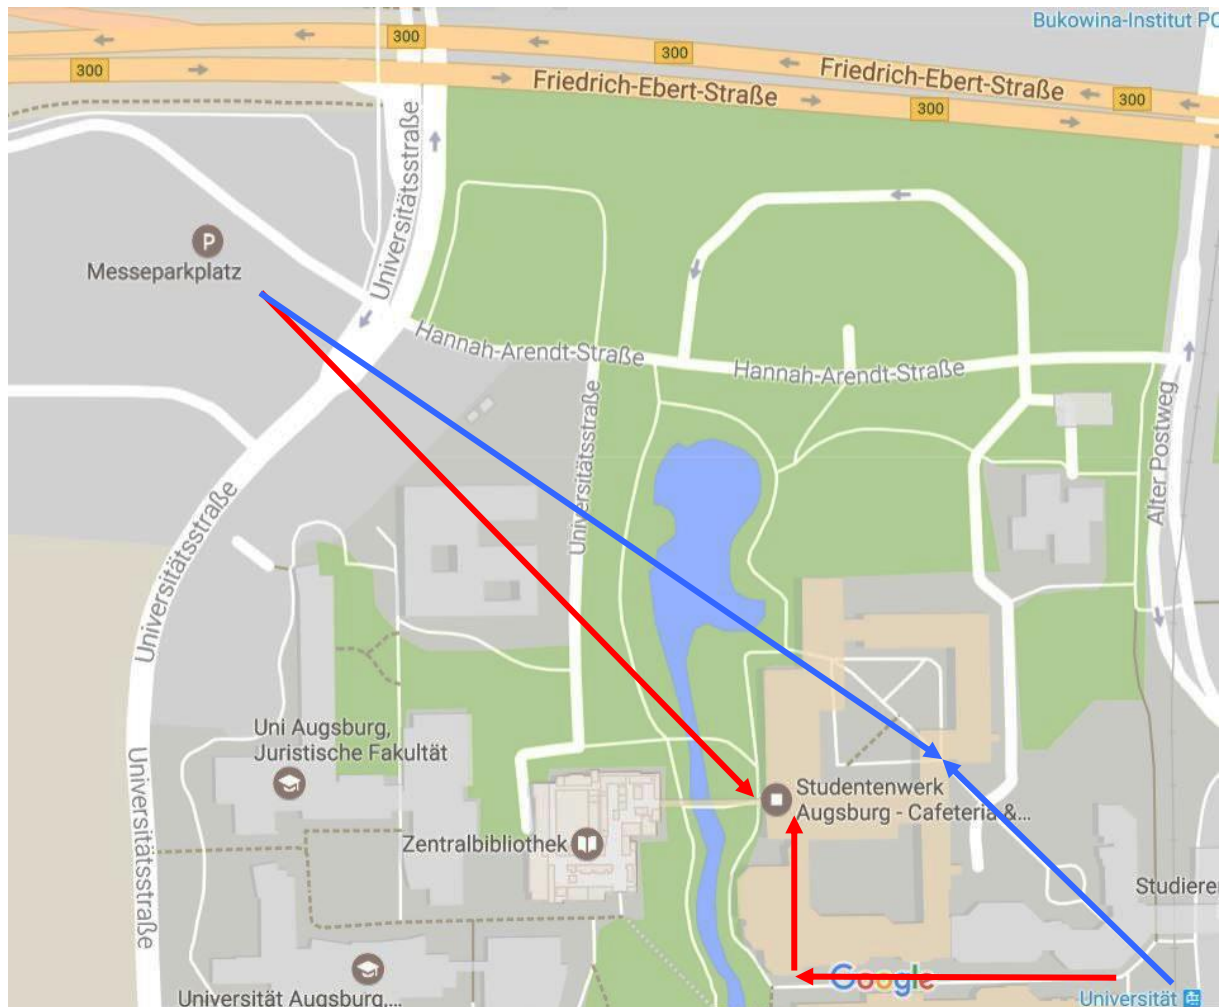 Bukowina-Institut PC
300
300
300
300
300
Friedrich-Ebert-Straße
Friedrich-Ebert-Straße
Universitätsstraße
P
Messeparkplatz
Hannah-Arendt-Straße
Hannah-Arendt-Straße
Universitätsstraße
Alter Postweg
Universitätsstraße
Universitätsstraße
Uni Augsburg,
Juristische Fakultät
Studentenwerk
Augsburg - Cafeteria &...
Zentralbibliothek
Studieren
Google
Universität Augsburg,...
Universität